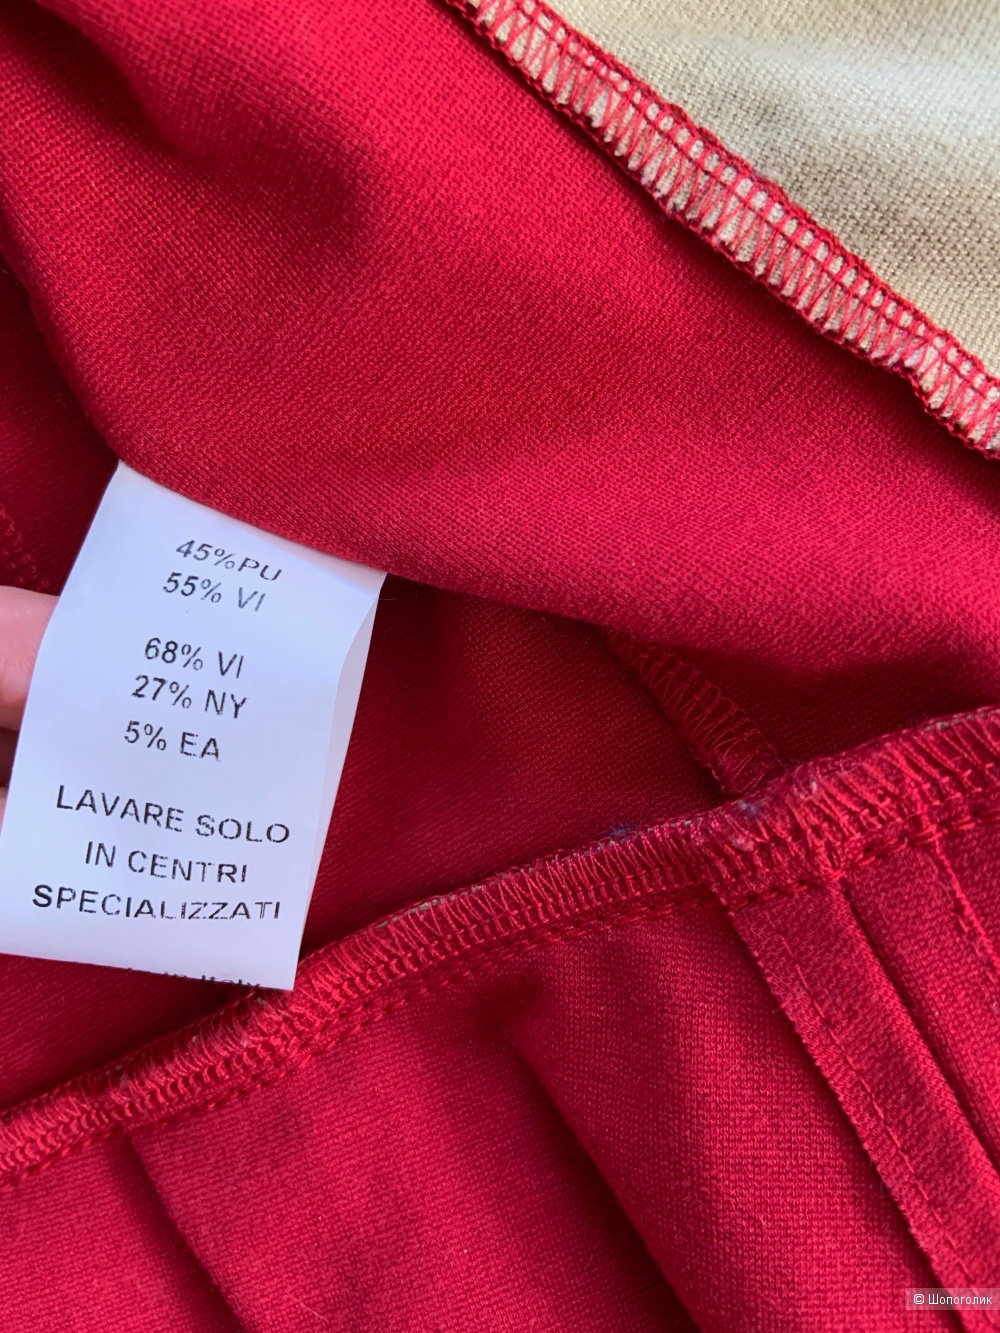 45%PU
55% VI
68% VI
27% NY
5% EA
LAVARE SOLO
IN CENTRI
SPECIALIZZATI
© Шопоголик